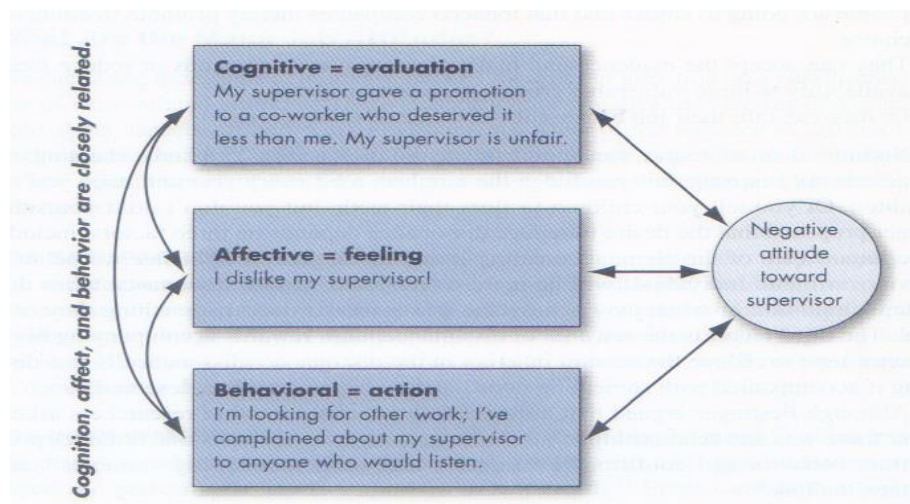 Cognition, affect, and behavior are closely related.
Cognitive = evaluation
My supervisor gave a promotion
to a co-worker who deserved it
less than me. My supervisor is unfair.
Affective = feeling
I dislike my supervisor!
Behavioral = action
I'm looking for other work; I've
complained about my supervisor
to anyone who would listen.
Negative
attitude
toward
supervisor